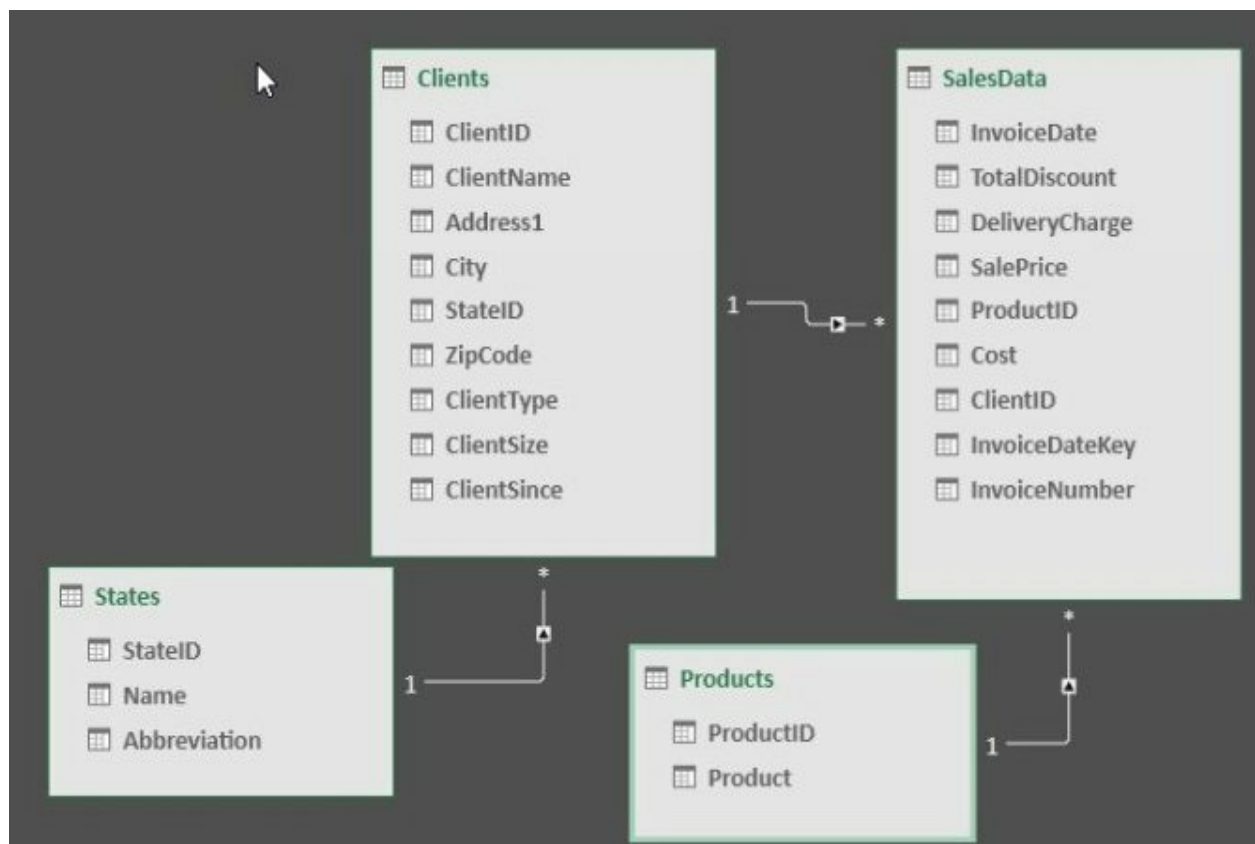 Clients
ClientID
ClientName
Address1
City
StateID
ZipCode
ClientType
ClientSize
ClientSince
SalesData
InvoiceDate
TotalDiscount
DeliveryCharge
SalePrice
ProductID
Cost
ClientID
InvoiceDateKey
InvoiceNumber
1
*
States
StateID
Name
Abbreviation
1
*
Products
ProductID
Product
1
*